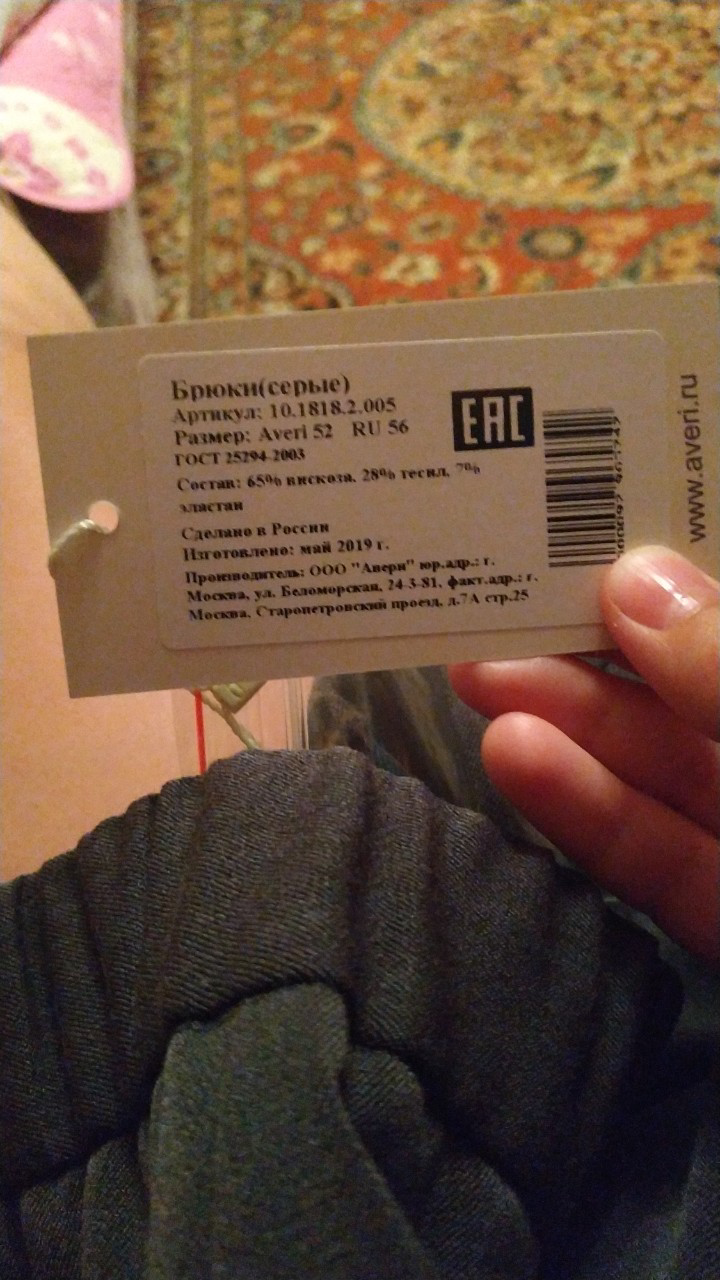 Брюки(серые)
Артикул: 10.1818.2.005
Размер: Averi 52 RU 56
ГОСТ 25294-2003
Состав: 65% вискоза, 28% тесил, 7%
эластан
Сделано в России
Изготовлено: май 2019 г.
Производитель: ООО "Авери" юр.адр.: г.
Москва, ул. Беломорская, 24-3-81, факт.адр.: г.
Москва, Старопетровский проезд, д.7А стр.25
EAC
www.averi.ru